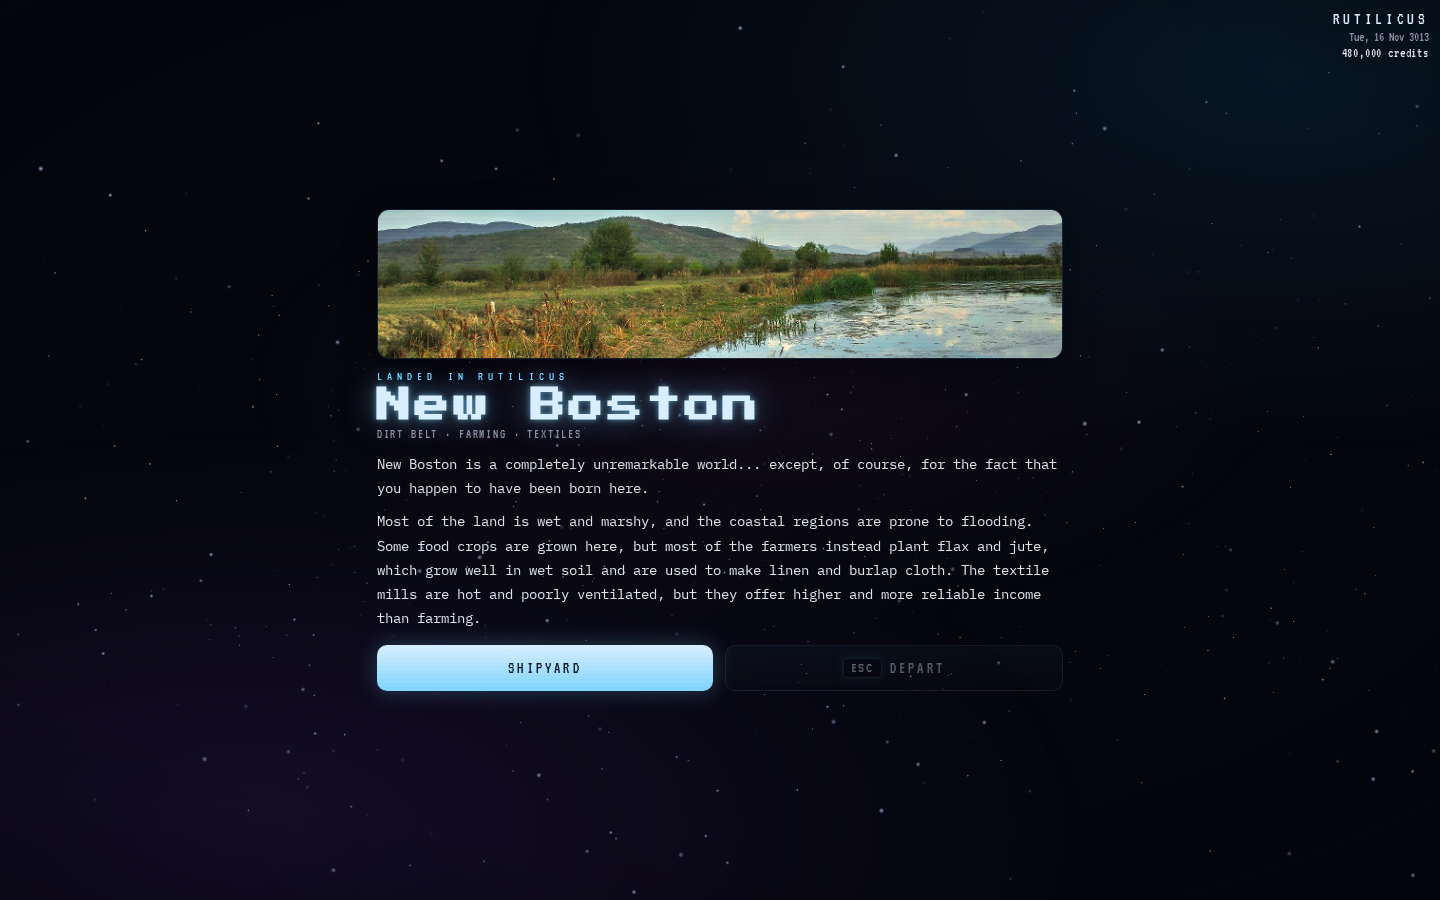 RUTILICUS
Tue, 16 Nov 3013
480,000 credits
LANDED IN RUTILICUS
New Boston
DIRT BELT · FARMING · TEXTILES
New Boston is a completely unremarkable world... except, of course, for the fact that
you happen to have been born here.
Most of the land is wet and marshy, and the coastal regions are prone to flooding.
Some food crops are grown here, but most of the farmers instead plant flax and jute,
which grow well in wet soil and are used to make linen and burlap cloth. The textile
mills are hot and poorly ventilated, but they offer higher and more reliable income
than farming.
SHIPYARD
ESC DEPART